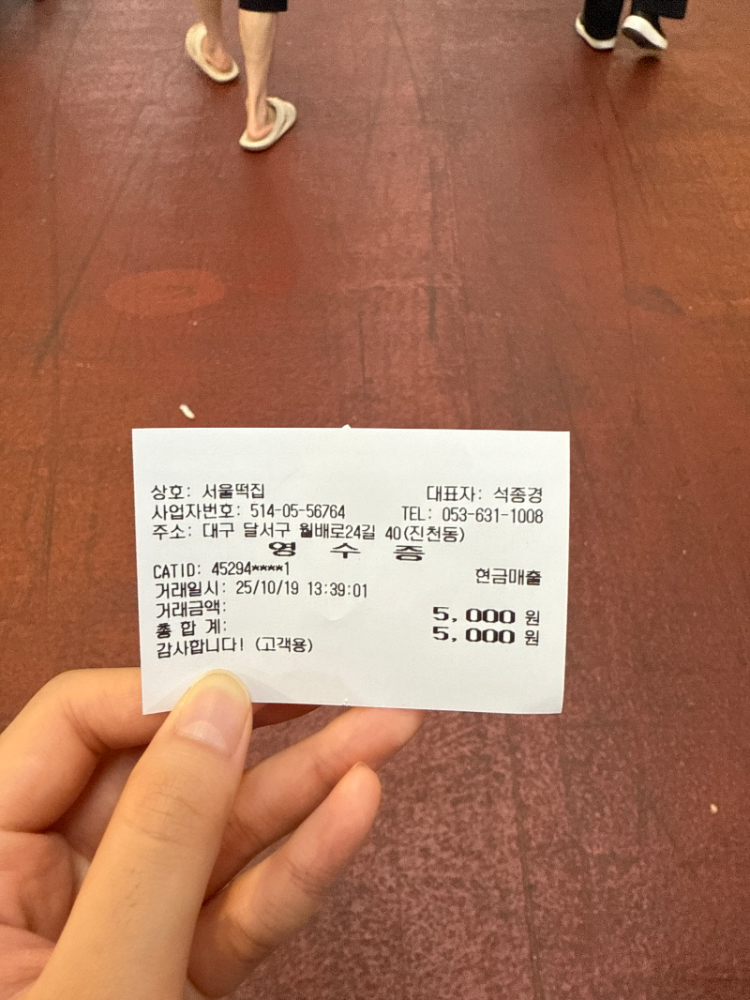 상호: 서울떡집 대표자: 석종경
사업자번호: 514-05-56764 TEL: 053-631-1008
주소: 대구 달서구 월배로24길 40(진천동)
영 수 증
CATID: 45294****1 현금매출
거래일시: 25/10/19 13:39:01
거래금액: 5,000 원
총 합 계: 5,000 원
감사합니다! (고객용)